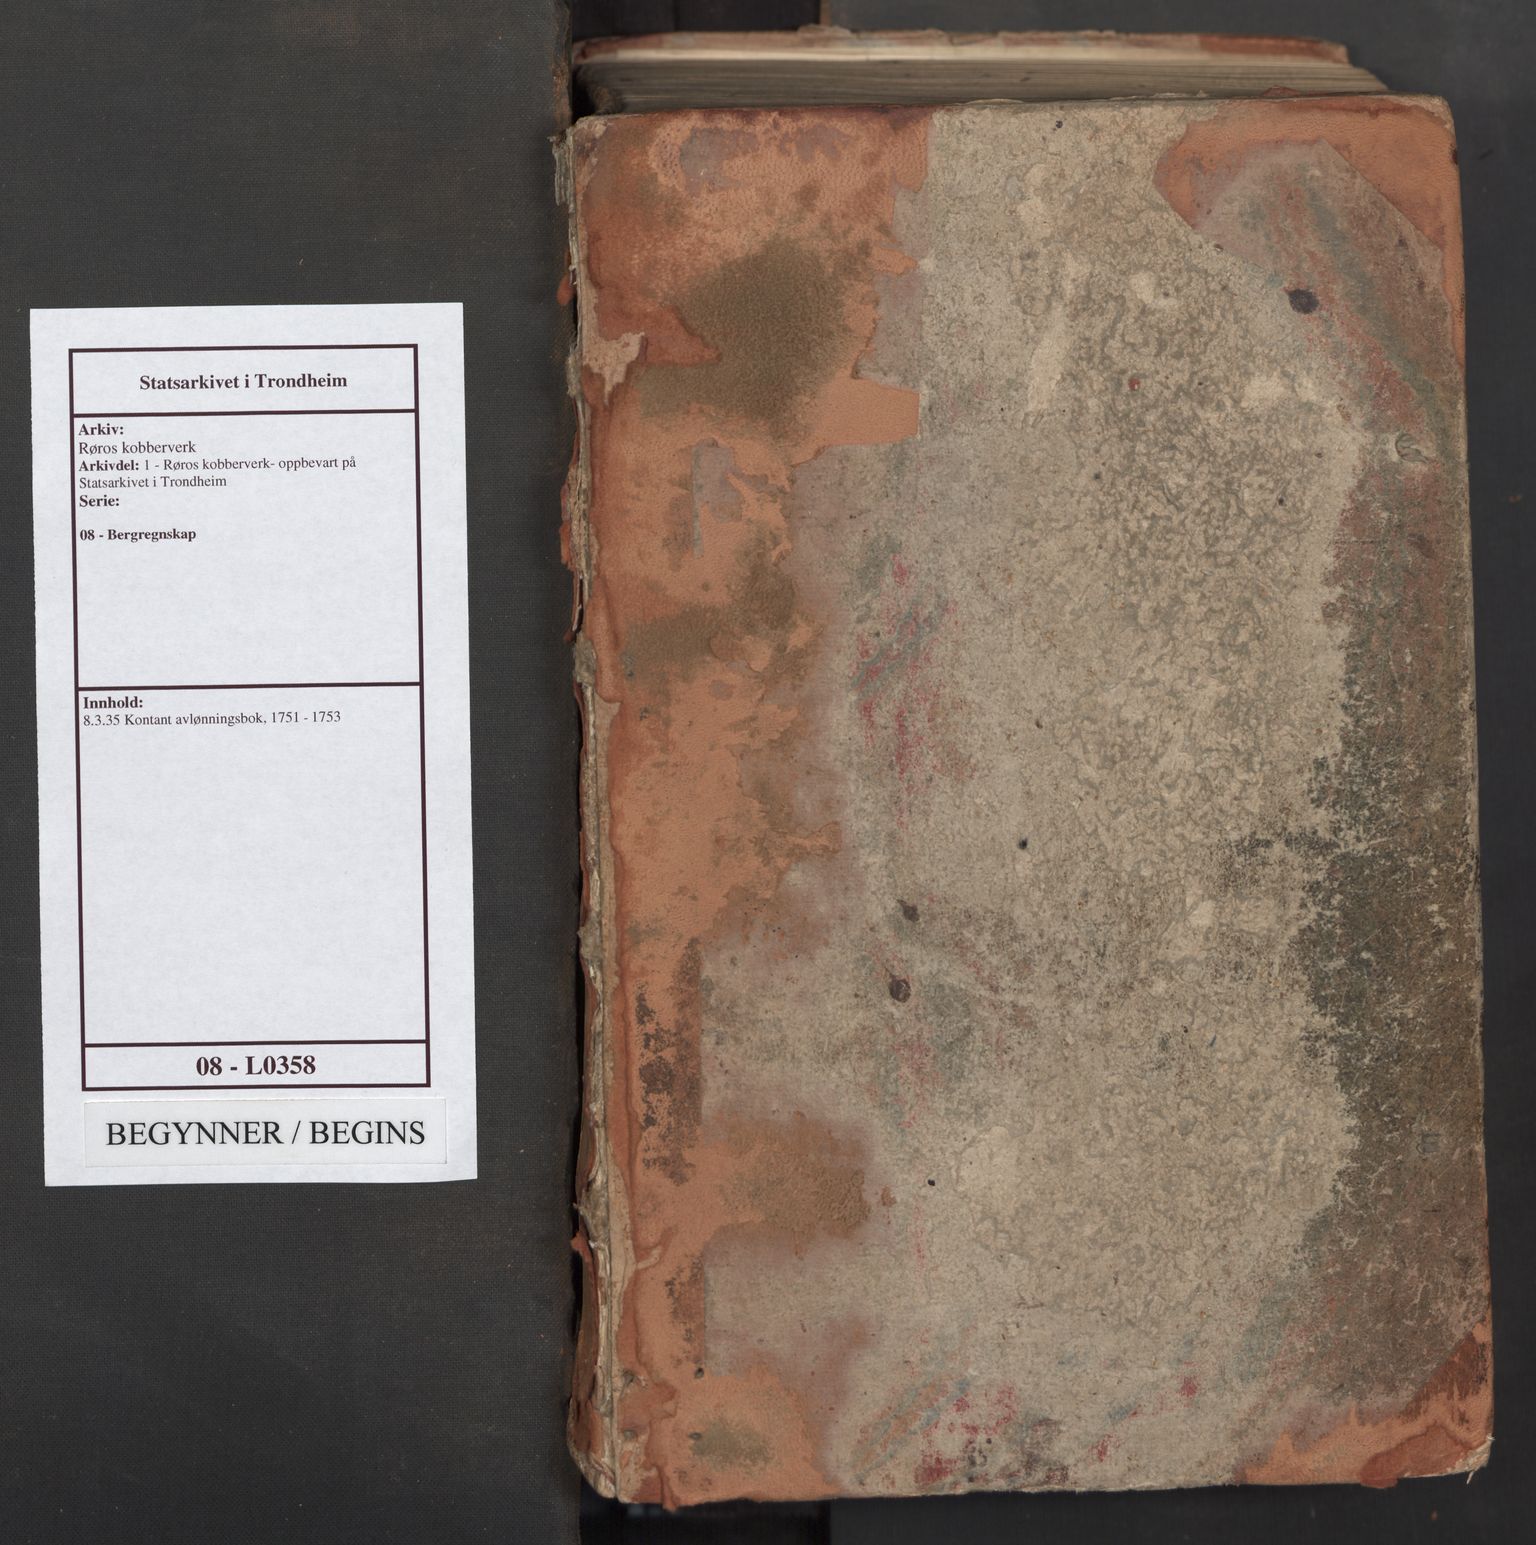 Statsarkivet i Trondheim
Arkiv:
Røros kobberverk
Arkivdel: 1 - Røros kobberverk- oppbevart på
Statsarkivet i Trondheim
Serie:
08 - Bergregnskap
Innhold:
8.3.35 Kontant avlønningsbok, 1751 - 1753
08 - L0358
BEGYNNER / BEGINS